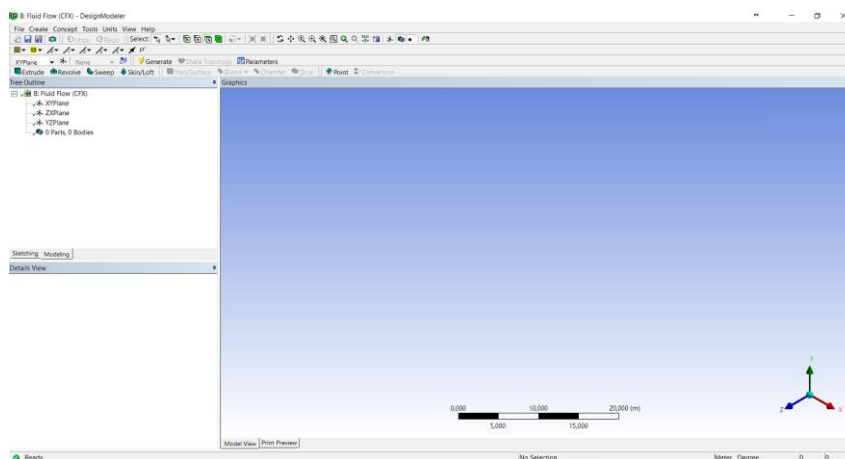 B: Fluid Flow (CFX) - DesignModeler
File Create Concept Tools Units View Help
Undo Redo Select:
XYPlane None Generate Share Topology Parameters
Extrude Revolve Sweep Skin/Loft Thin/Surface Blend Chamfer Slice Point Conversion
Tree Outline
Graphics
B: Fluid Flow (CFX)
XYPlane
ZXPlane
YZPlane
0 Parts, 0 Bodies
Sketching Modeling
Details View
Y
Z X
0,000 10,000 20,000 (m)
5,000 15,000
Model View Print Preview
Ready No Selection Meter Degree 0 0